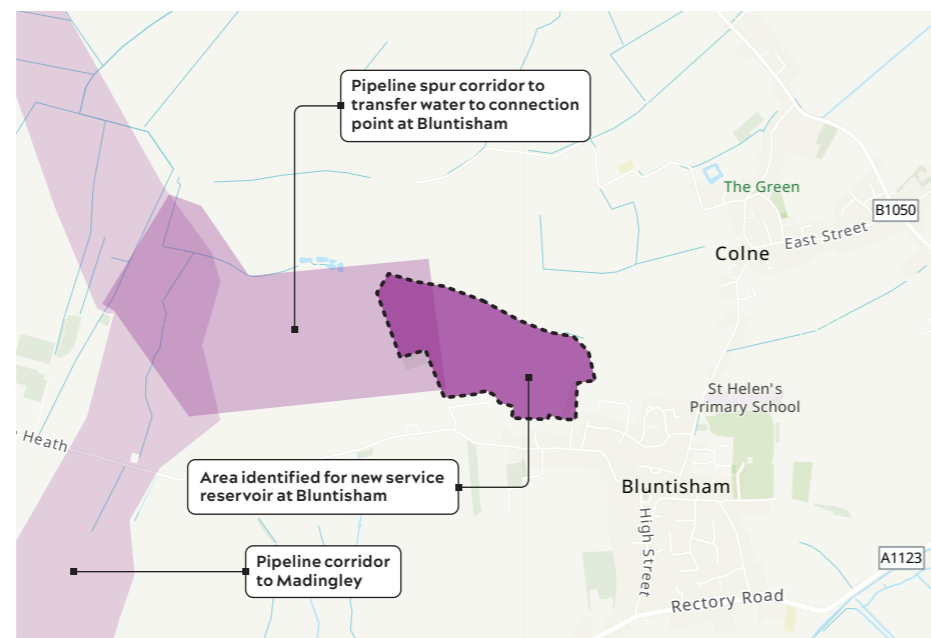 Pipeline spur corridor to
transfer water to connection
point at Bluntisham
The Green
B1050
East Street
Colne
St Helen's
Primary School
Heath
Area identified for new service
reservoir at Bluntisham
Bluntisham
High Street
Pipeline corridor
to Madingley
A1123
Rectory Road